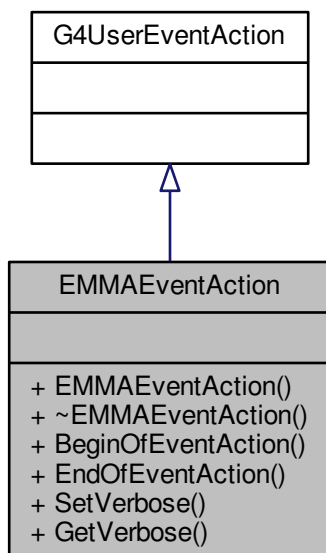 G4UserEventAction
EMMAEventAction
+ EMMAEventAction()
+ ~EMMAEventAction()
+ BeginOfEventAction()
+ EndOfEventAction()
+ SetVerbose()
+ GetVerbose()